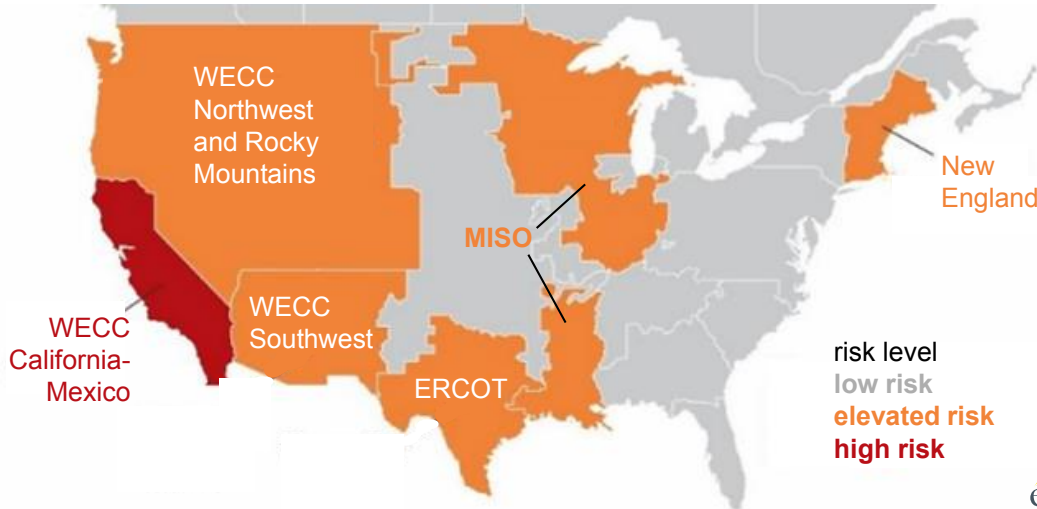 WECC
Northwest
and Rocky
Mountains
New
England
MISO
WECC
Southwest
WECC
California-
Mexico
ERCOT
risk level
low risk
elevated risk
high risk
e